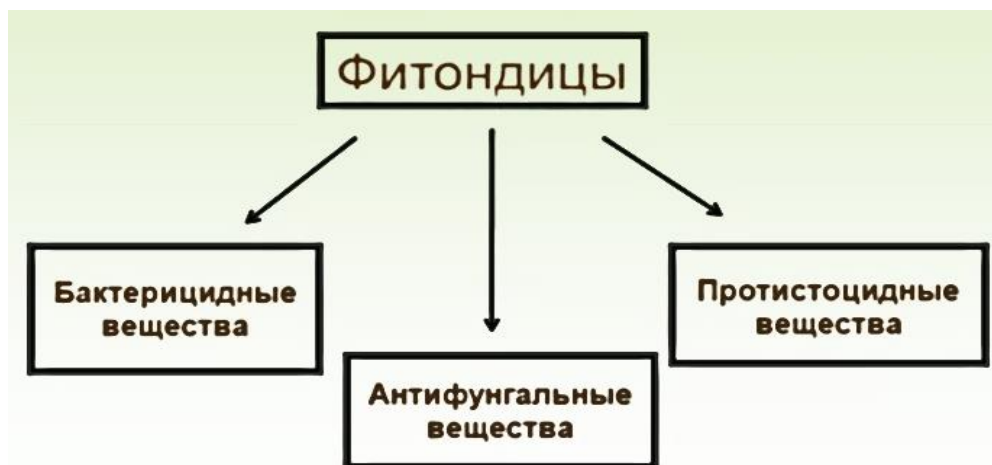 Фитондицы
Бактерицидные
вещества
Антифунгальные
вещества
Протистоцидные
вещества